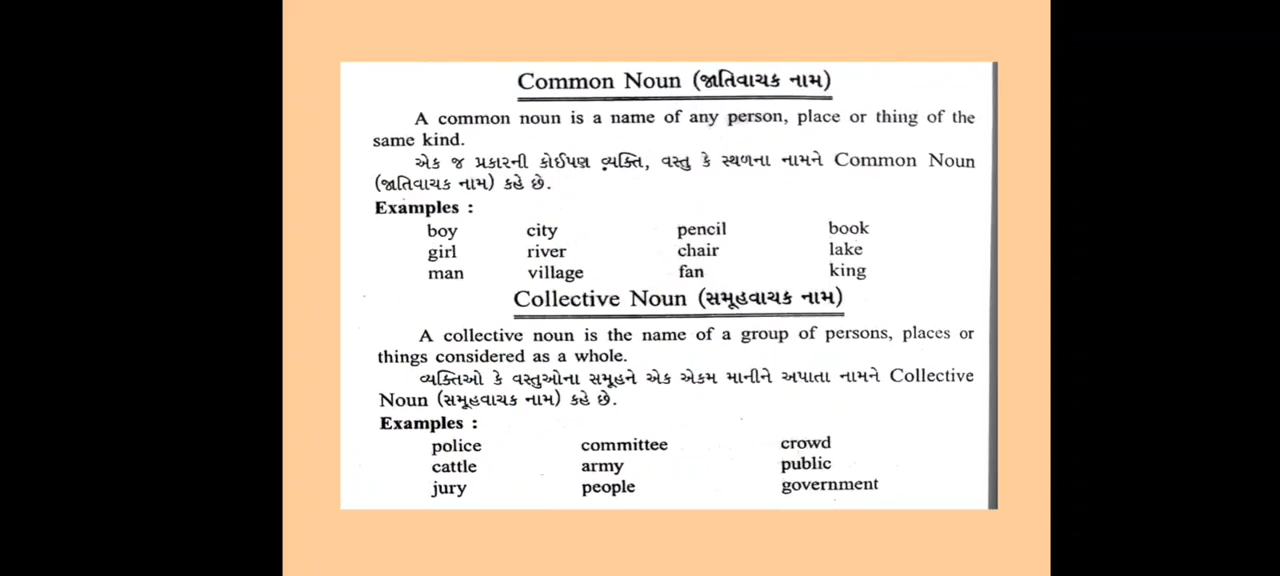 Common Noun (જાતિવાચક નામ)
A common noun is a name of any person, place or thing of the
same kind.
એક જ પ્રકારની કોઈપણ વ્યક્તિ, વસ્તુ કે સ્થળના નામને Common Noun
(જાતિવાચક નામ) કહે છે.
Examples :
boy city pencil book
girl river chair lake
man village fan king
Collective Noun (સમૂહવાચક નામ)
A collective noun is the name of a group of persons, places or
things considered as a whole.
વ્યક્તિઓ કે વસ્તુઓના સમૂહને એક એકમ માનીને અપાતા નામને Collective
Noun (સમૂહવાચક નામ) કહે છે.
Examples :
police committee crowd
cattle army public
jury people government